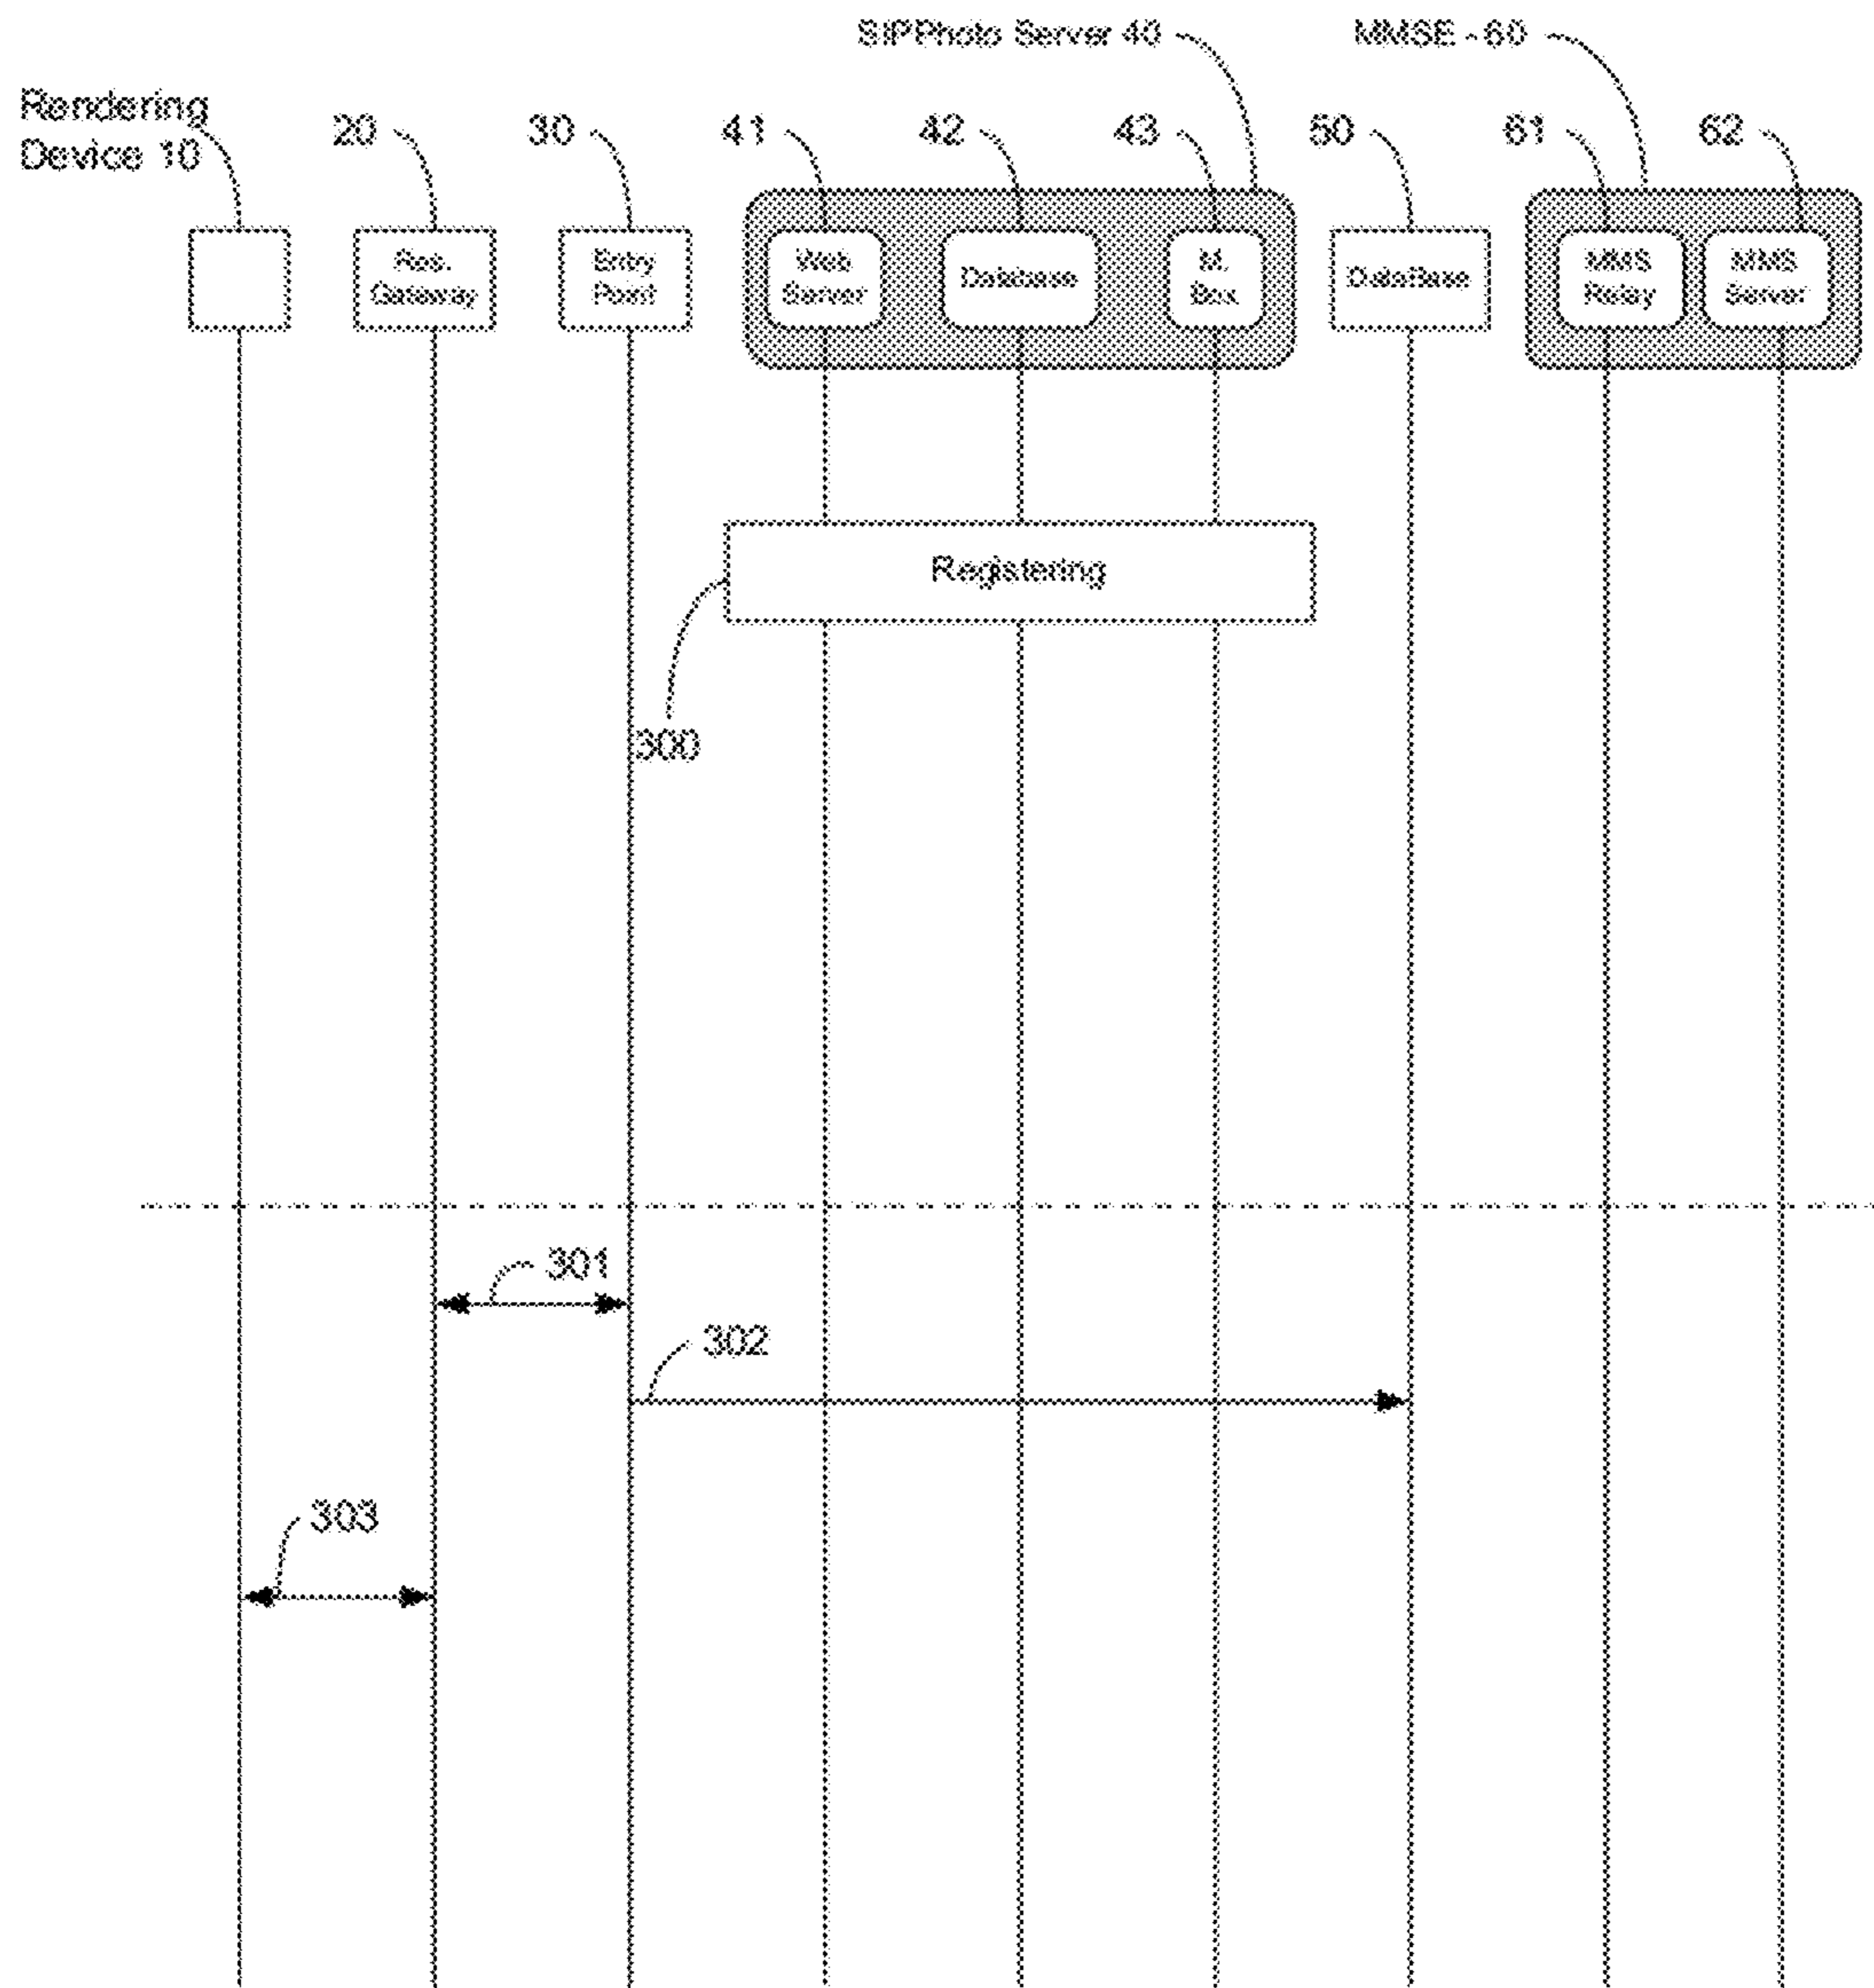 SIPPhoto Server 40
MMSE - 60
Rendering
Device 10
20
30
41
42
43
50
61
62
Res.
Gateway
Entry
Point
Web
Server
Database
M.
Box
DataBase
MMS
Relay
MMS
Server
Registering
300
301
302
303